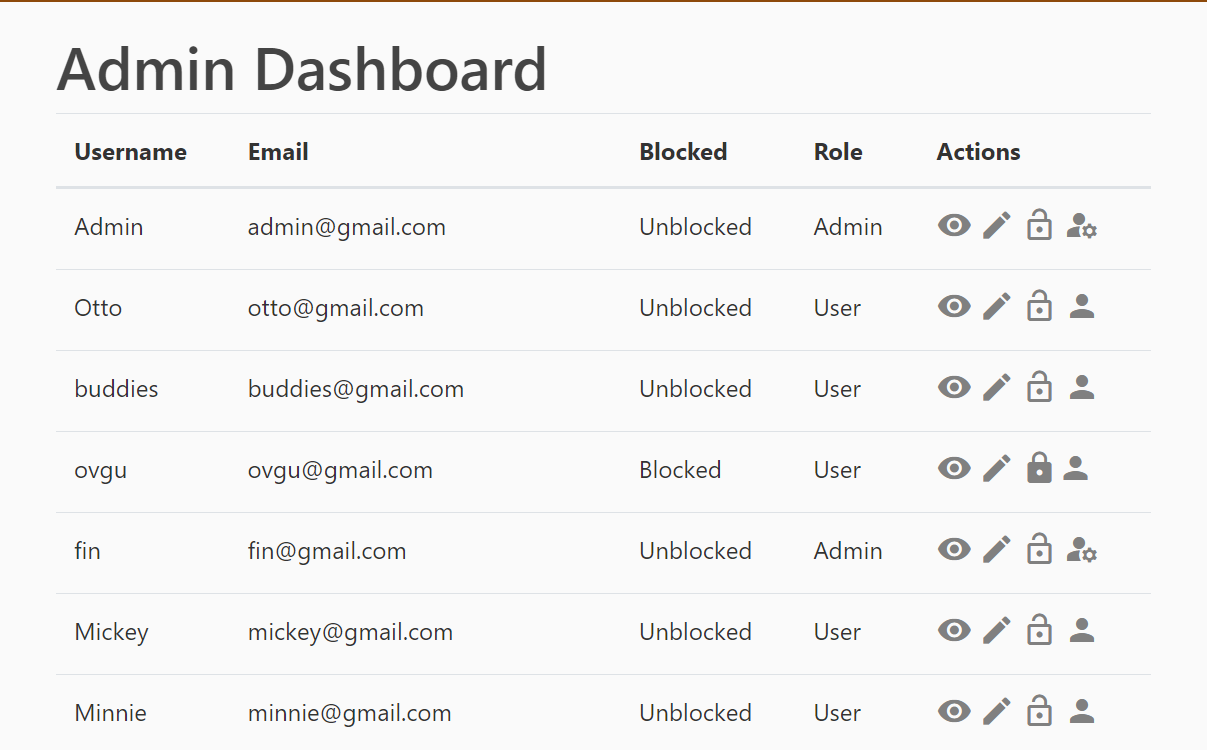 Admin Dashboard
Username Email Blocked Role Actions
Admin admin@gmail.com Unblocked Admin
Otto otto@gmail.com Unblocked User
buddies buddies@gmail.com Unblocked User
ovgu ovgu@gmail.com Blocked User
fin fin@gmail.com Unblocked Admin
Mickey mickey@gmail.com Unblocked User
Minnie minnie@gmail.com Unblocked User